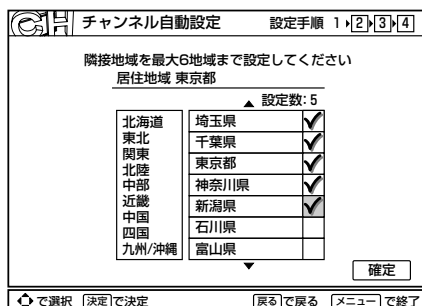 CH チャンネル自動設定 設定手順 1 2 3 4
隣接地域を最大6地域まで設定してください
居住地域 東京都
設定数: 5
北海道
東北
関東
北陸
中部
近畿
中国
四国
九州/沖縄
埼玉県
千葉県
東京都
神奈川県
新潟県
石川県
富山県
確定
で選択 決定 で決定 戻る で戻る メニュー で終了